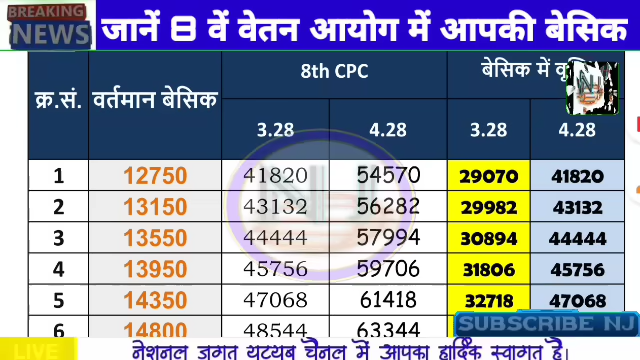 BREAKING
NEWS
जानें 8 वें वेतन आयोग में आपकी बेसिक
क्र.सं. वर्तमान बेसिक 8th CPC बेसिक में
3.28 4.28 3.28 4.28
1 12750 41820 54570 29070 41820
2 13150 43132 56282 29982 43132
3 13550 44444 57994 30894 44444
4 13950 45756 59706 31806 45756
5 14350 47068 61418 32718 47068
6 14800 48544 63344
SUBSCRIBE NJ
LIVE नेशनल जगत यूट्यूब चैनल में आपका हार्दिक स्वागत है